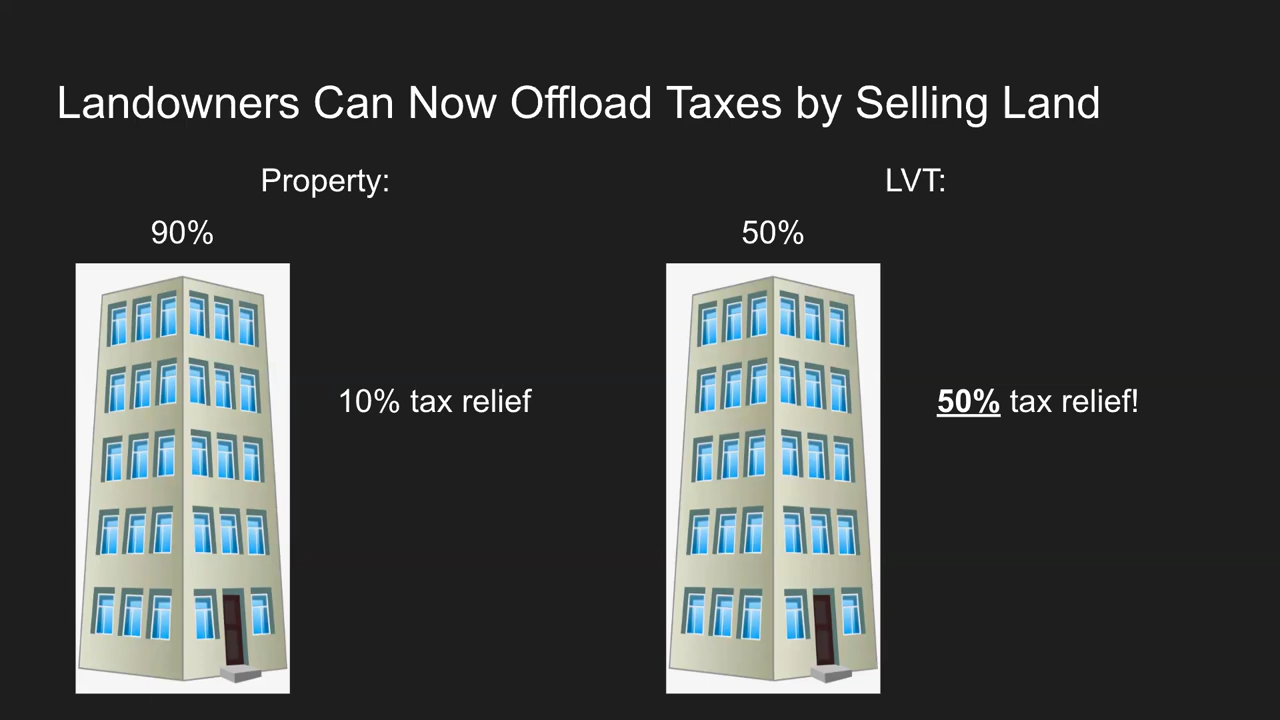 Landowners Can Now Offload Taxes by Selling Land
Property:
90%
10% tax relief
LVT:
50%
50% tax relief!